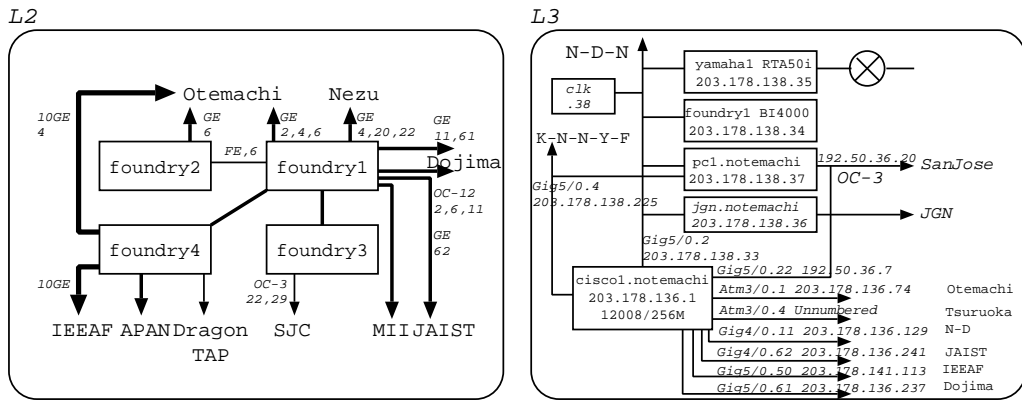 L2
10GE
4
Otemachi
Nezu
GE
6
GE
2,4,6
GE
4,20,22
GE
11,61
foundry2
FE,6
foundry1
Dojima
OC-12
2,6,11
GE
62
foundry4
foundry3
10GE
OC-3
22,29
IEEAF
APAN
Dragon
TAP
SJC
MII
JAIST
L3
N-D-N
yamaha1 RTA50i
203.178.138.35
clk
.38
foundry1 BI4000
203.178.138.34
K-N-N-Y-F
pc1.notemachi
203.178.138.37
192.50.36.20
OC-3
SanJose
Gig5/0.4
203.178.138.225
jgn.notemachi
203.178.138.36
JGN
Gig5/0.2
203.178.138.33
cisco1.notemachi
203.178.136.1
12008/256M
Gig5/0.22 192.50.36.7
Atm3/0.1 203.178.136.74 Otemachi
Atm3/0.4 Unnumbered Tsuruoka
Gig4/0.11 203.178.136.129 N-D
Gig4/0.62 203.178.136.241 JAIST
Gig5/0.50 203.178.141.113 IEEAF
Gig5/0.61 203.178.136.237 Dojima